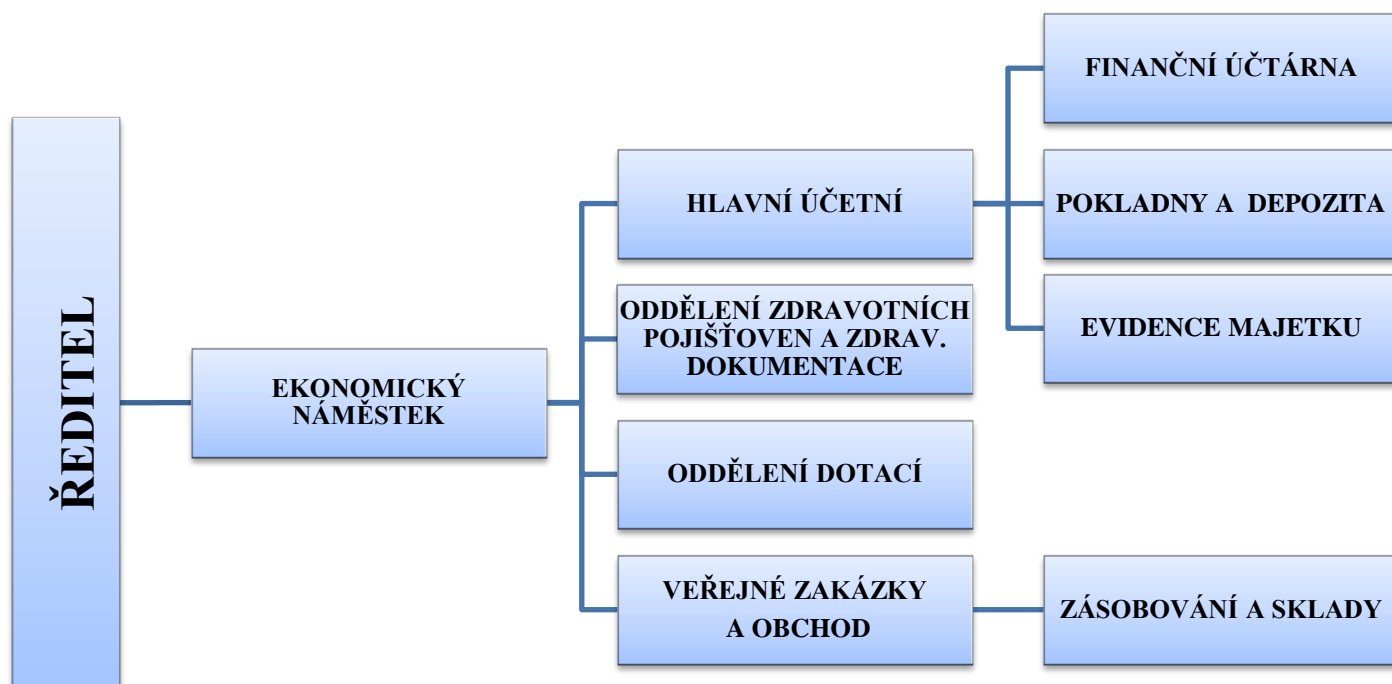 ŘEDITEL
EKONOMICKÝ
NÁMĚSTEK
HLAVNÍ ÚČETNÍ
ODDĚLENÍ ZDRAVOTNÍCH
POJIŠŤOVEN A ZDRAV.
DOKUMENTACE
ODDĚLENÍ DOTACÍ
VEŘEJNÉ ZAKÁZKY
A OBCHOD
FINANČNÍ ÚČTÁRNA
POKLADNY A DEPOZITA
EVIDENCE MAJETKU
ZÁSOBOVÁNÍ A SKLADY